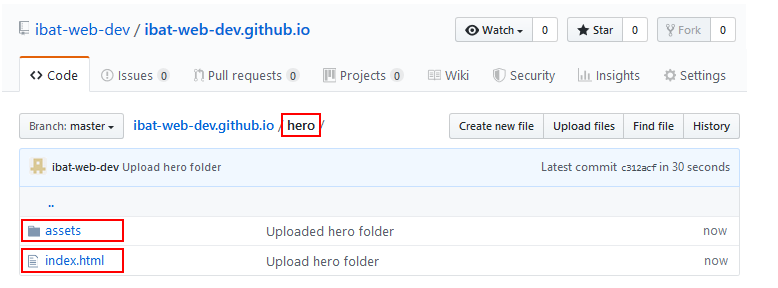 ibat-web-dev / ibat-web-dev.github.io Watch 0 Star 0 Fork 0
Code Issues 0 Pull requests 0 Projects 0 Wiki Security Insights Settings
Branch: master ibat-web-dev.github.io / hero / Create new file Upload files Find file History
ibat-web-dev Upload hero folder Latest commit c312acf in 30 seconds
..
assets Uploaded hero folder now
index.html Upload hero folder now